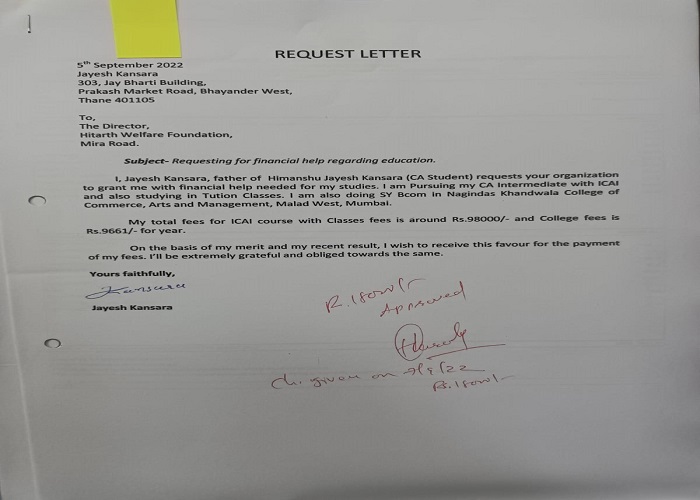 REQUEST LETTER
5th September 2022
Jayesh Kansara
303, Jay Bharti Building,
Prakash Market Road, Bhayander West,
Thane 401105
To,
The Director,
Hitarth Welfare Foundation,
Mira Road.
Subject- Requesting for financial help regarding education.
I, Jayesh Kansara, father of Himanshu Jayesh Kansara (CA Student) requests your organization
to grant me with financial help needed for my studies. I am Pursuing my CA Intermediate with ICAI
and also studying in Tution Classes. I am also doing SY Bcom in Nagindas Khandwala College of
Commerce, Arts and Management, Malad West, Mumbai.
My total fees for ICAI course with Classes fees is around Rs.98000/- and College fees is
Rs.9661/- for year.
On the basis of my merit and my recent result, I wish to receive this favour for the payment
of my fees. I'll be extremely grateful and obliged towards the same.
Yours faithfully,
Kansara
Jayesh Kansara
Approved
Ch. given on